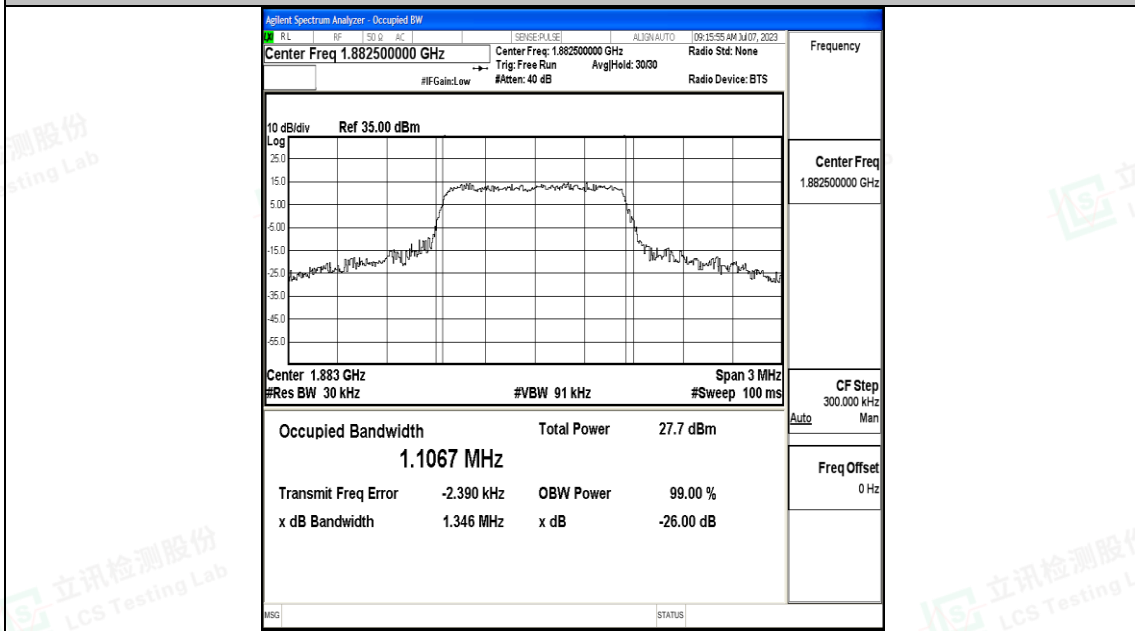 Agilent Spectrum Analyzer - Occupied BW
RL RF 50 Ω AC SENSE:PULSE ALIGN AUTO 09:15:55 AM Jul 07, 2023
Center Freq 1.882500000 GHz
Center Freq: 1.882500000 GHz
Radio Std: None
Trig: Free Run Avg|Hold: 30/30
#IFGain:Low
#Atten: 40 dB
Radio Device: BTS
10 dB/div Ref 35.00 dBm
Log
25.0
15.0
5.00
-5.00
-15.0
-25.0
-35.0
-45.0
-55.0
Center 1.883 GHz
Span 3 MHz
#Res BW 30 kHz
#VBW 91 kHz
#Sweep 100 ms
Occupied Bandwidth
Total Power 27.7 dBm
1.1067 MHz
Transmit Freq Error -2.390 kHz OBW Power 99.00 %
x dB Bandwidth 1.346 MHz x dB -26.00 dB
MSG
STATUS
Frequency
Center Freq
1.882500000 GHz
CF Step
300.000 kHz
Auto Man
Freq Offset
0 Hz
立讯检测股份
LCS Testing Lab
立讯检测股份